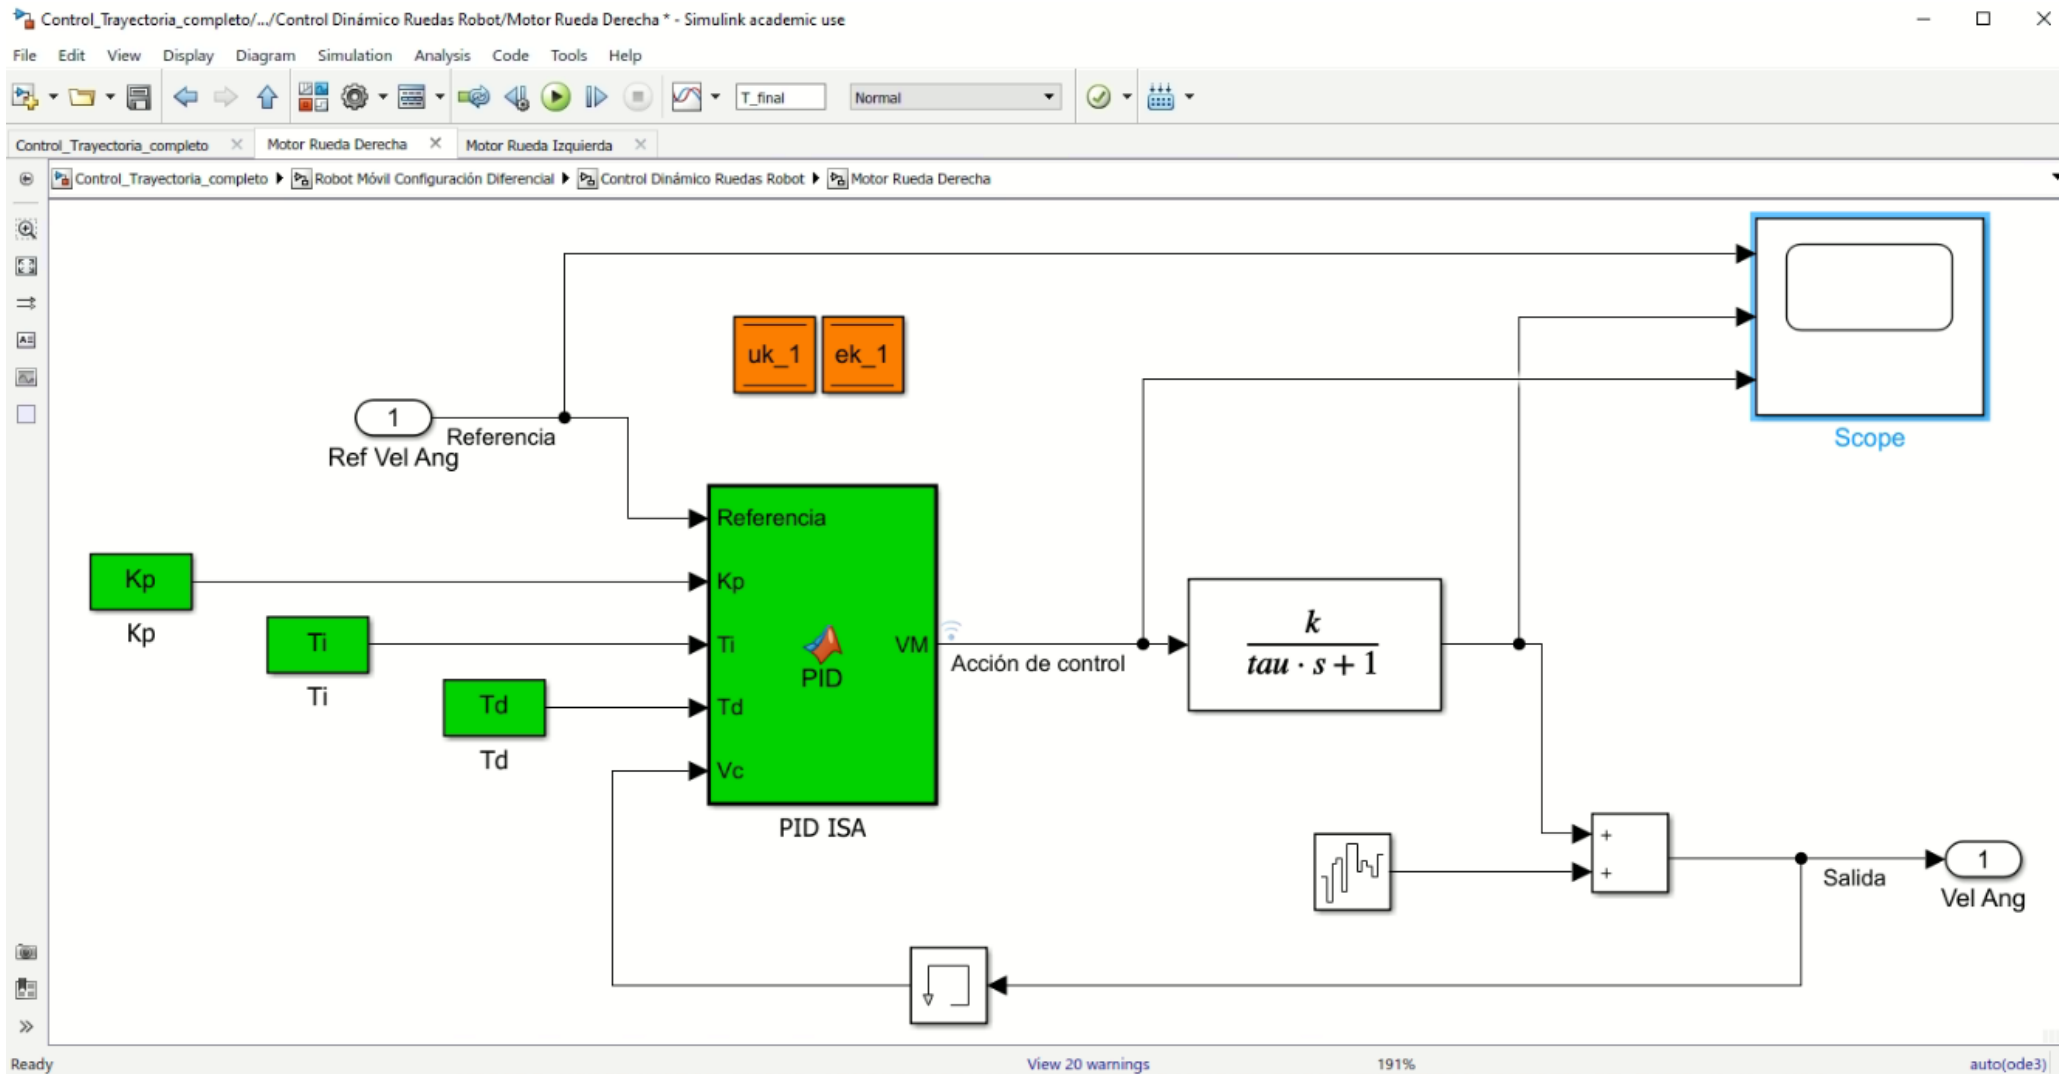 Control_Trayectoria_completo/.../Control Dinámico Ruedas Robot/Motor Rueda Derecha * - Simulink academic use
File Edit View Display Diagram Simulation Analysis Code Tools Help
T_final Normal
Control_Trayectoria_completo Motor Rueda Derecha Motor Rueda Izquierda
Control_Trayectoria_completo Robot Móvil Configuración Diferencial Control Dinámico Ruedas Robot Motor Rueda Derecha
uk_1 ek_1
1
Referencia
Ref Vel Ang
Scope
Referencia
Kp
Kp
Kp
Ti
Ti
Ti
Td
Td
Td
VM
PID
Vc
PID ISA
Acción de control
k
tau · s + 1
+
+
Salida
1
Vel Ang
Ready View 20 warnings 191% auto(ode3)